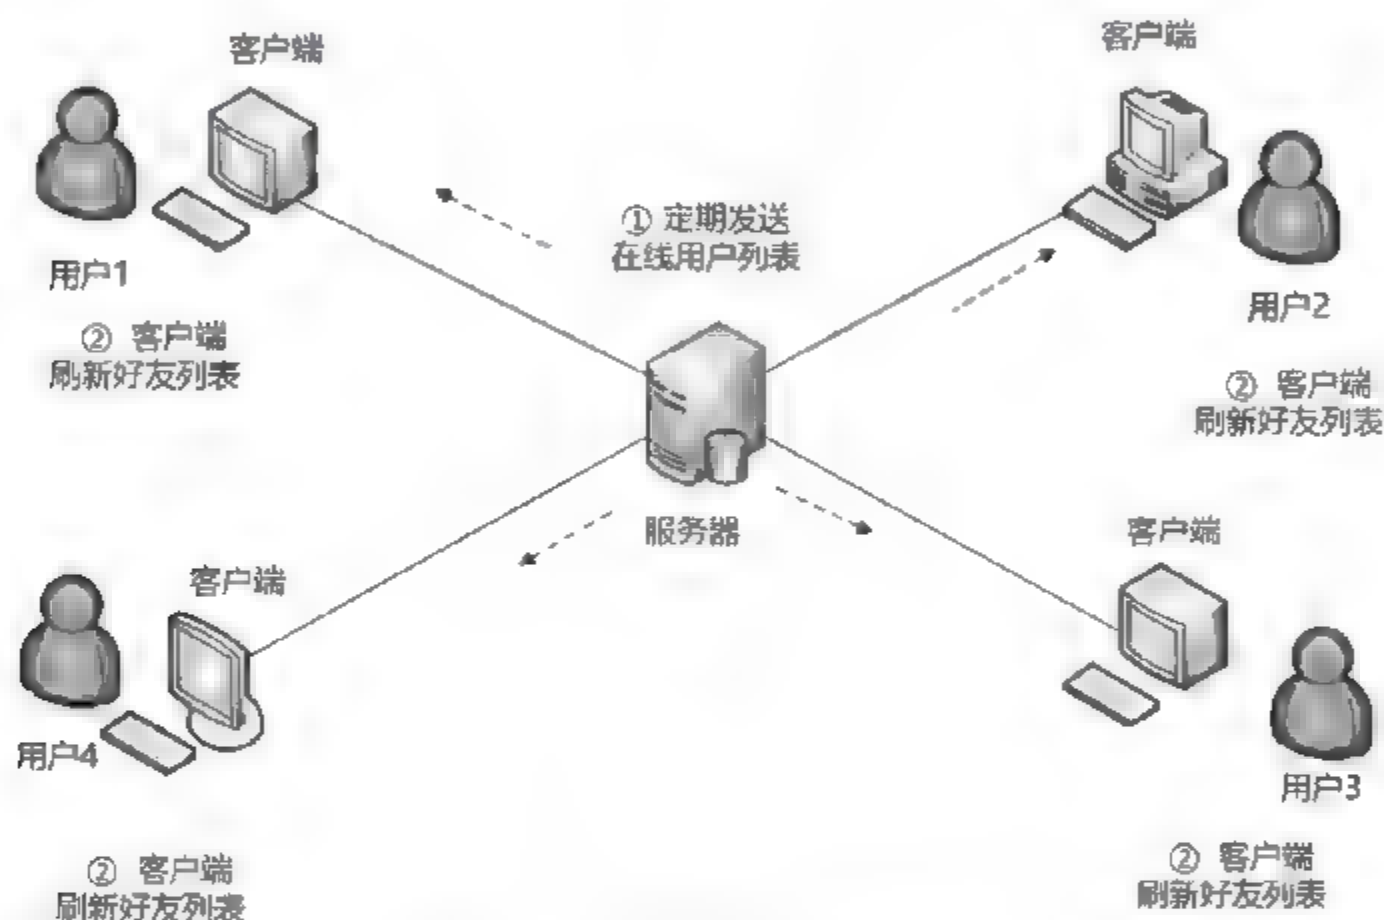 客户端
客户端
① 定期发送
在线用户列表
用户1
② 客户端
刷新好友列表
用户2
② 客户端
刷新好友列表
服务器
客户端
客户端
用户4
用户3
② 客户端
刷新好友列表
② 客户端
刷新好友列表